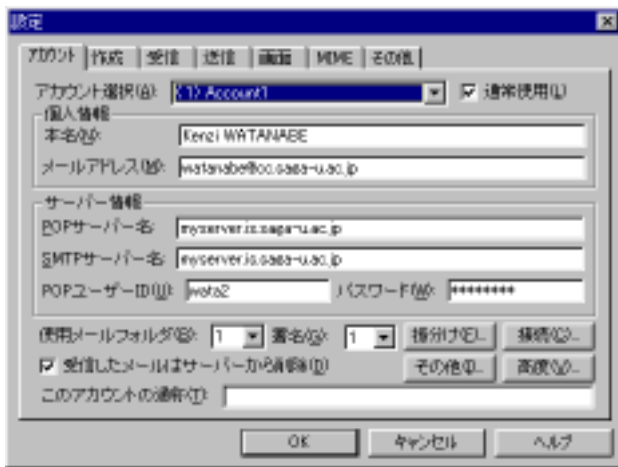 設定
アカウント 作成 受信 送信 画面 MIME その他
アカウント選択(A): (1) Account1 通常使用(L)
個人情報
本名(N): Kenzi WATANABE
メールアドレス(M): watanabe@cc.saga-u.ac.jp
サーバー情報
POPサーバー名: myserver.is.saga-u.ac.jp
SMTPサーバー名: myserver.is.saga-u.ac.jp
POPユーザーID(U): wata2 パスワード(W): ********
使用メールフォルダ(B): 1 署名(G): 1 振分け(E)... 接続(C)...
受信したメールはサーバーから削除(D) その他(I)... 高度(V)...
このアカウントの通称(T):
OK キャンセル ヘルプ